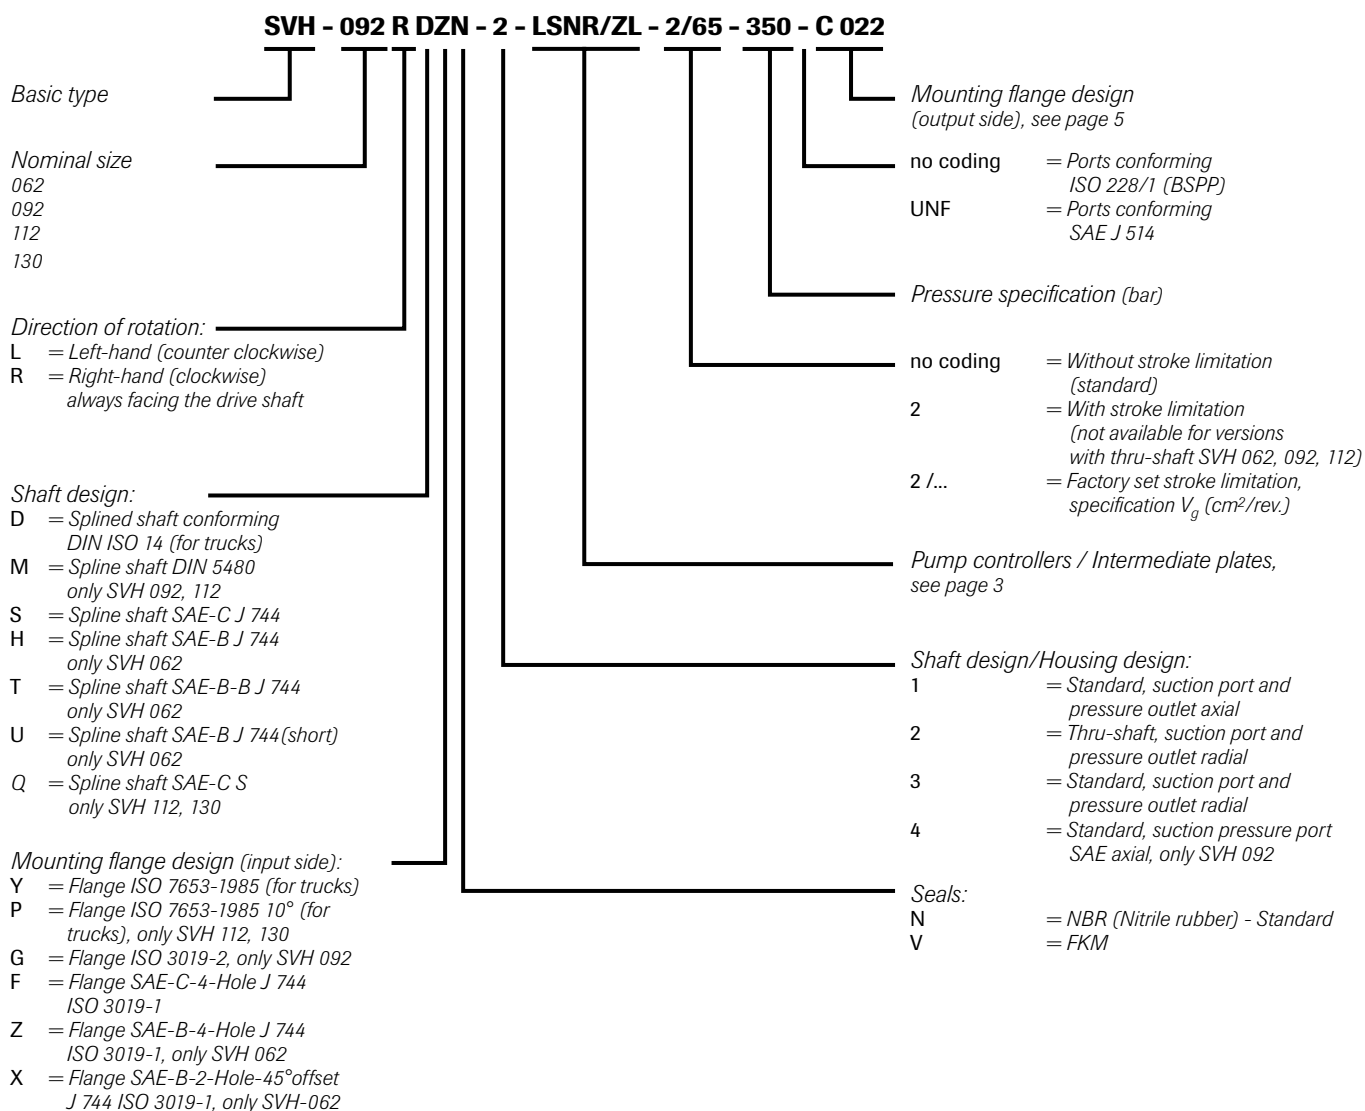 SVH - 092 R DZN - 2 - LSNR/ZL - 2/65 - 350 - C 022
Basic type
Nominal size
062
092
112
130
Direction of rotation:
L = Left-hand (counter clockwise)
R = Right-hand (clockwise)
always facing the drive shaft
Shaft design:
D = Splined shaft conforming
DIN ISO 14 (for trucks)
M = Spline shaft DIN 5480
only SVH 092, 112
S = Spline shaft SAE-C J 744
H = Spline shaft SAE-B J 744
only SVH 062
T = Spline shaft SAE-B-B J 744
only SVH 062
U = Spline shaft SAE-B J 744(short)
only SVH 062
Q = Spline shaft SAE-C S
only SVH 112, 130
Mounting flange design (input side):
Y = Flange ISO 7653-1985 (for trucks)
P = Flange ISO 7653-1985 10° (for
trucks), only SVH 112, 130
G = Flange ISO 3019-2, only SVH 092
F = Flange SAE-C-4-Hole J 744
ISO 3019-1
Z = Flange SAE-B-4-Hole J 744
ISO 3019-1, only SVH 062
X = Flange SAE-B-2-Hole-45°offset
J 744 ISO 3019-1, only SVH-062
Mounting flange design
(output side), see page 5
no coding = Ports conforming
ISO 228/1 (BSPP)
UNF = Ports conforming
SAE J 514
Pressure specification (bar)
no coding = Without stroke limitation
(standard)
2 = With stroke limitation
(not available for versions
with thru-shaft SVH 062, 092, 112)
2 /... = Factory set stroke limitation,
specification Vg (cm²/rev.)
Pump controllers / Intermediate plates,
see page 3
Shaft design/Housing design:
1 = Standard, suction port and
pressure outlet axial
2 = Thru-shaft, suction port and
pressure outlet radial
3 = Standard, suction port and
pressure outlet radial
4 = Standard, suction pressure port
SAE axial, only SVH 092
Seals:
N = NBR (Nitrile rubber) - Standard
V = FKM